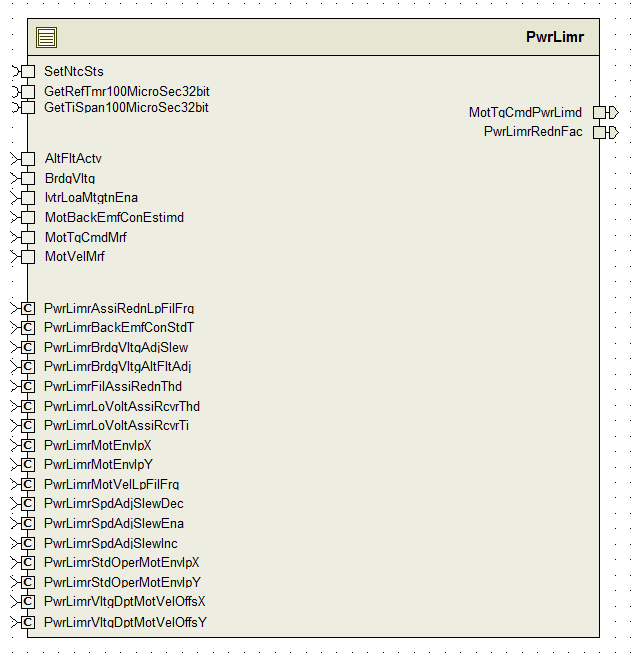 PwrLimr
SetNtcSts
GetRefTmr100MicroSec32bit
GetTiSpan100MicroSec32bit
MotTqCmdPwrLimd
PwrLimrRednFac
AltFltActv
BrdgVltg
IvtrLoaMtgtnEna
MotBackEmfConEstimd
MotTqCmdMrf
MotVelMrf
C PwrLimrAssiRednLpFilFrq
C PwrLimrBackEmfConStdT
C PwrLimrBrdgVltgAdjSlew
C PwrLimrBrdgVltgAltFltAdj
C PwrLimrFilAssiRednThd
C PwrLimrLoVoltAssiRcvrThd
C PwrLimrLoVoltAssiRcvrTi
C PwrLimrMotEnvlpX
C PwrLimrMotEnvlpY
C PwrLimrMotVelLpFilFrq
C PwrLimrSpdAdjSlewDec
C PwrLimrSpdAdjSlewEna
C PwrLimrSpdAdjSlewInc
C PwrLimrStdOperMotEnvlpX
C PwrLimrStdOperMotEnvlpY
C PwrLimrVltgDptMotVelOffsX
C PwrLimrVltgDptMotVelOffsY